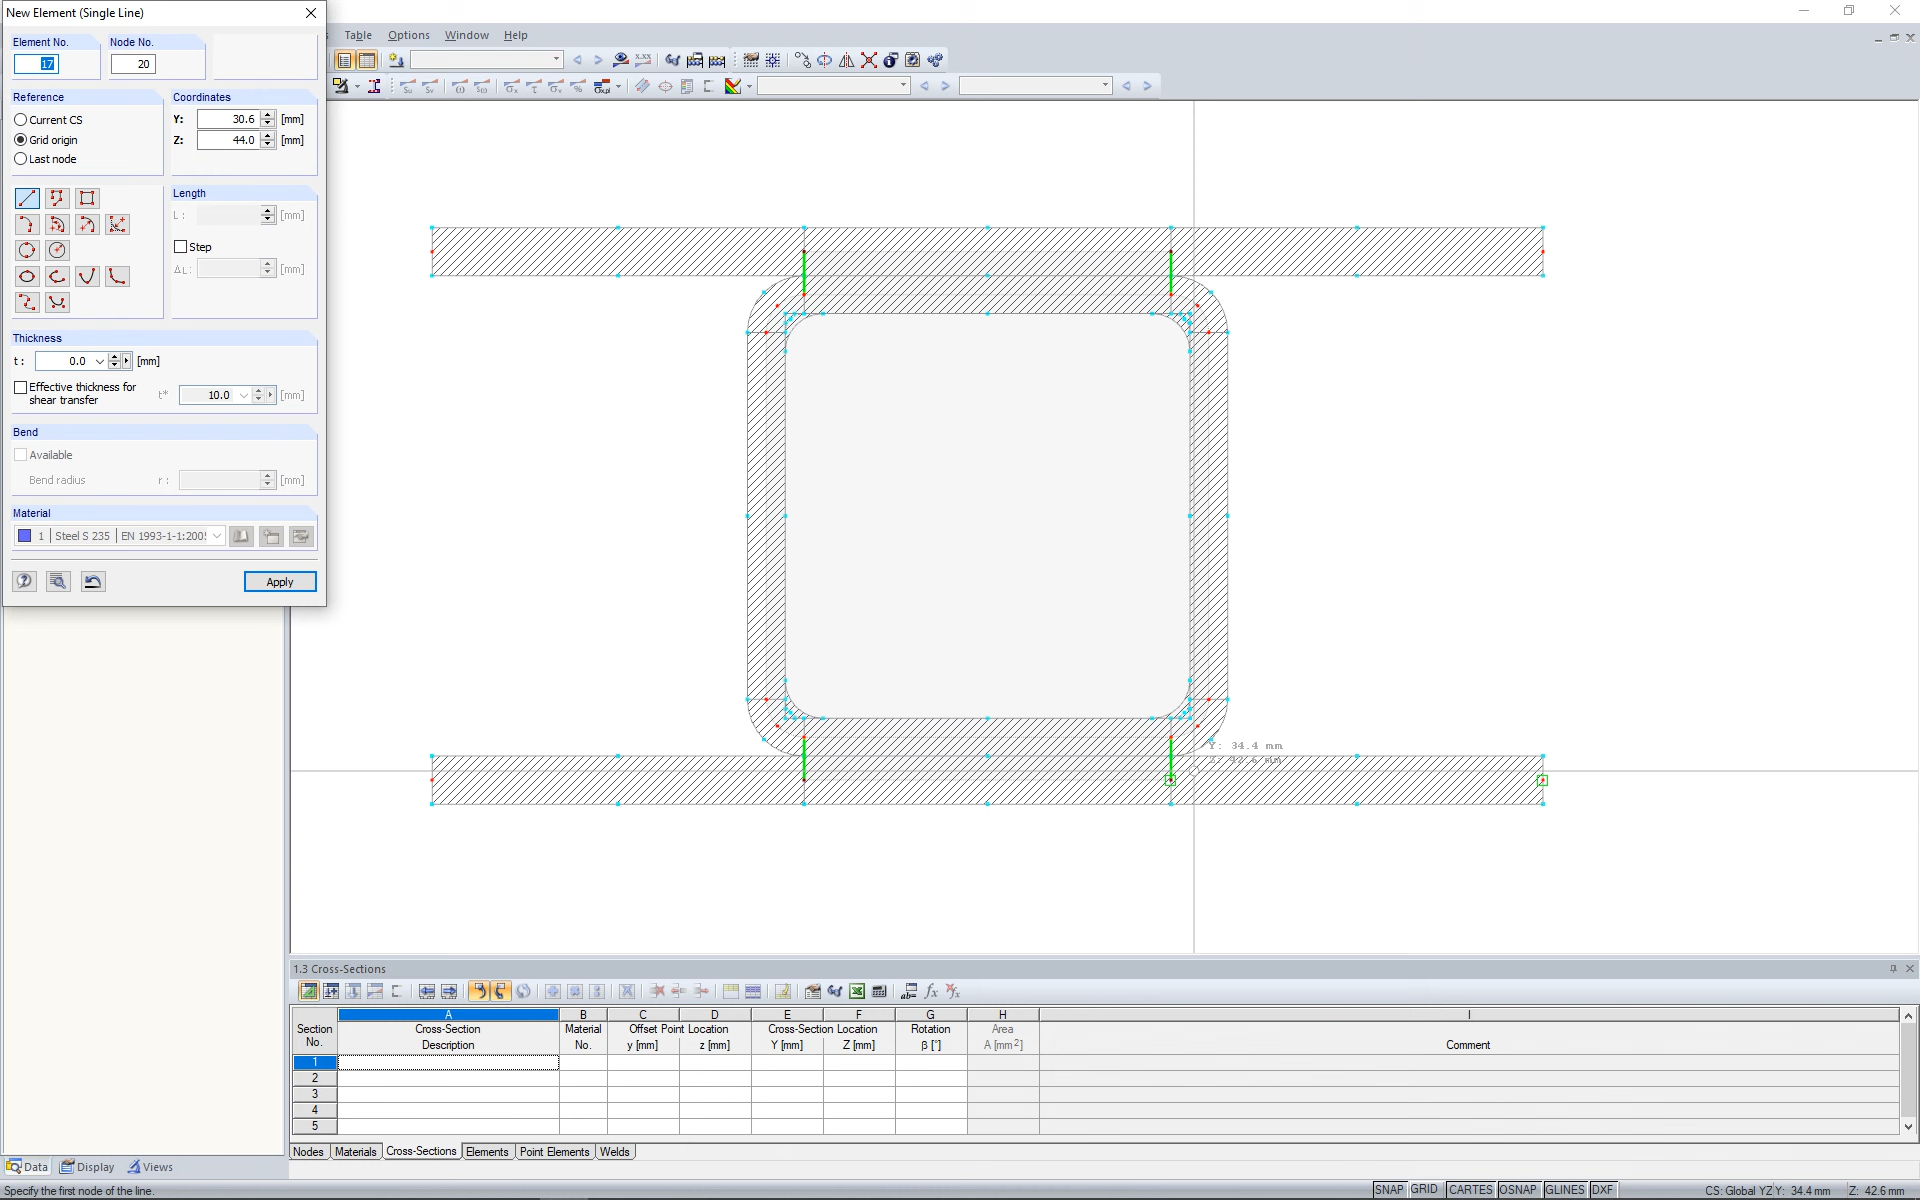 New Element (Single Line)
Table Options Window Help
Element No. Node No.
17 20
Reference Coordinates
Current CS Y: 30.6 [mm]
Grid origin Z: 44.0 [mm]
Last node
Length
L : [mm]
Step
ΔL: [mm]
Thickness
t : 0.0 [mm]
Effective thickness for
shear transfer t* 10.0 [mm]
Bend
Available
Bend radius r : [mm]
Material
1 Steel S 235 EN 1993-1-1:2005
Apply
Y: 34.4 mm
Z: 42.6 mm
1.3 Cross-Sections
A B C D E F G H I
Section Cross-Section Material Offset Point Location Cross-Section Location Rotation Area
No. Description No. y [mm] z [mm] Y [mm] Z [mm] β [°] A [mm²] Comment
1
2
3
4
5
Nodes Materials Cross-Sections Elements Point Elements Welds
Data Display Views
Specify the first node of the line. SNAP GRID CARTES OSNAP GLINES DXF CS: Global YZ Y: 34.4 mm Z: 42.6 mm